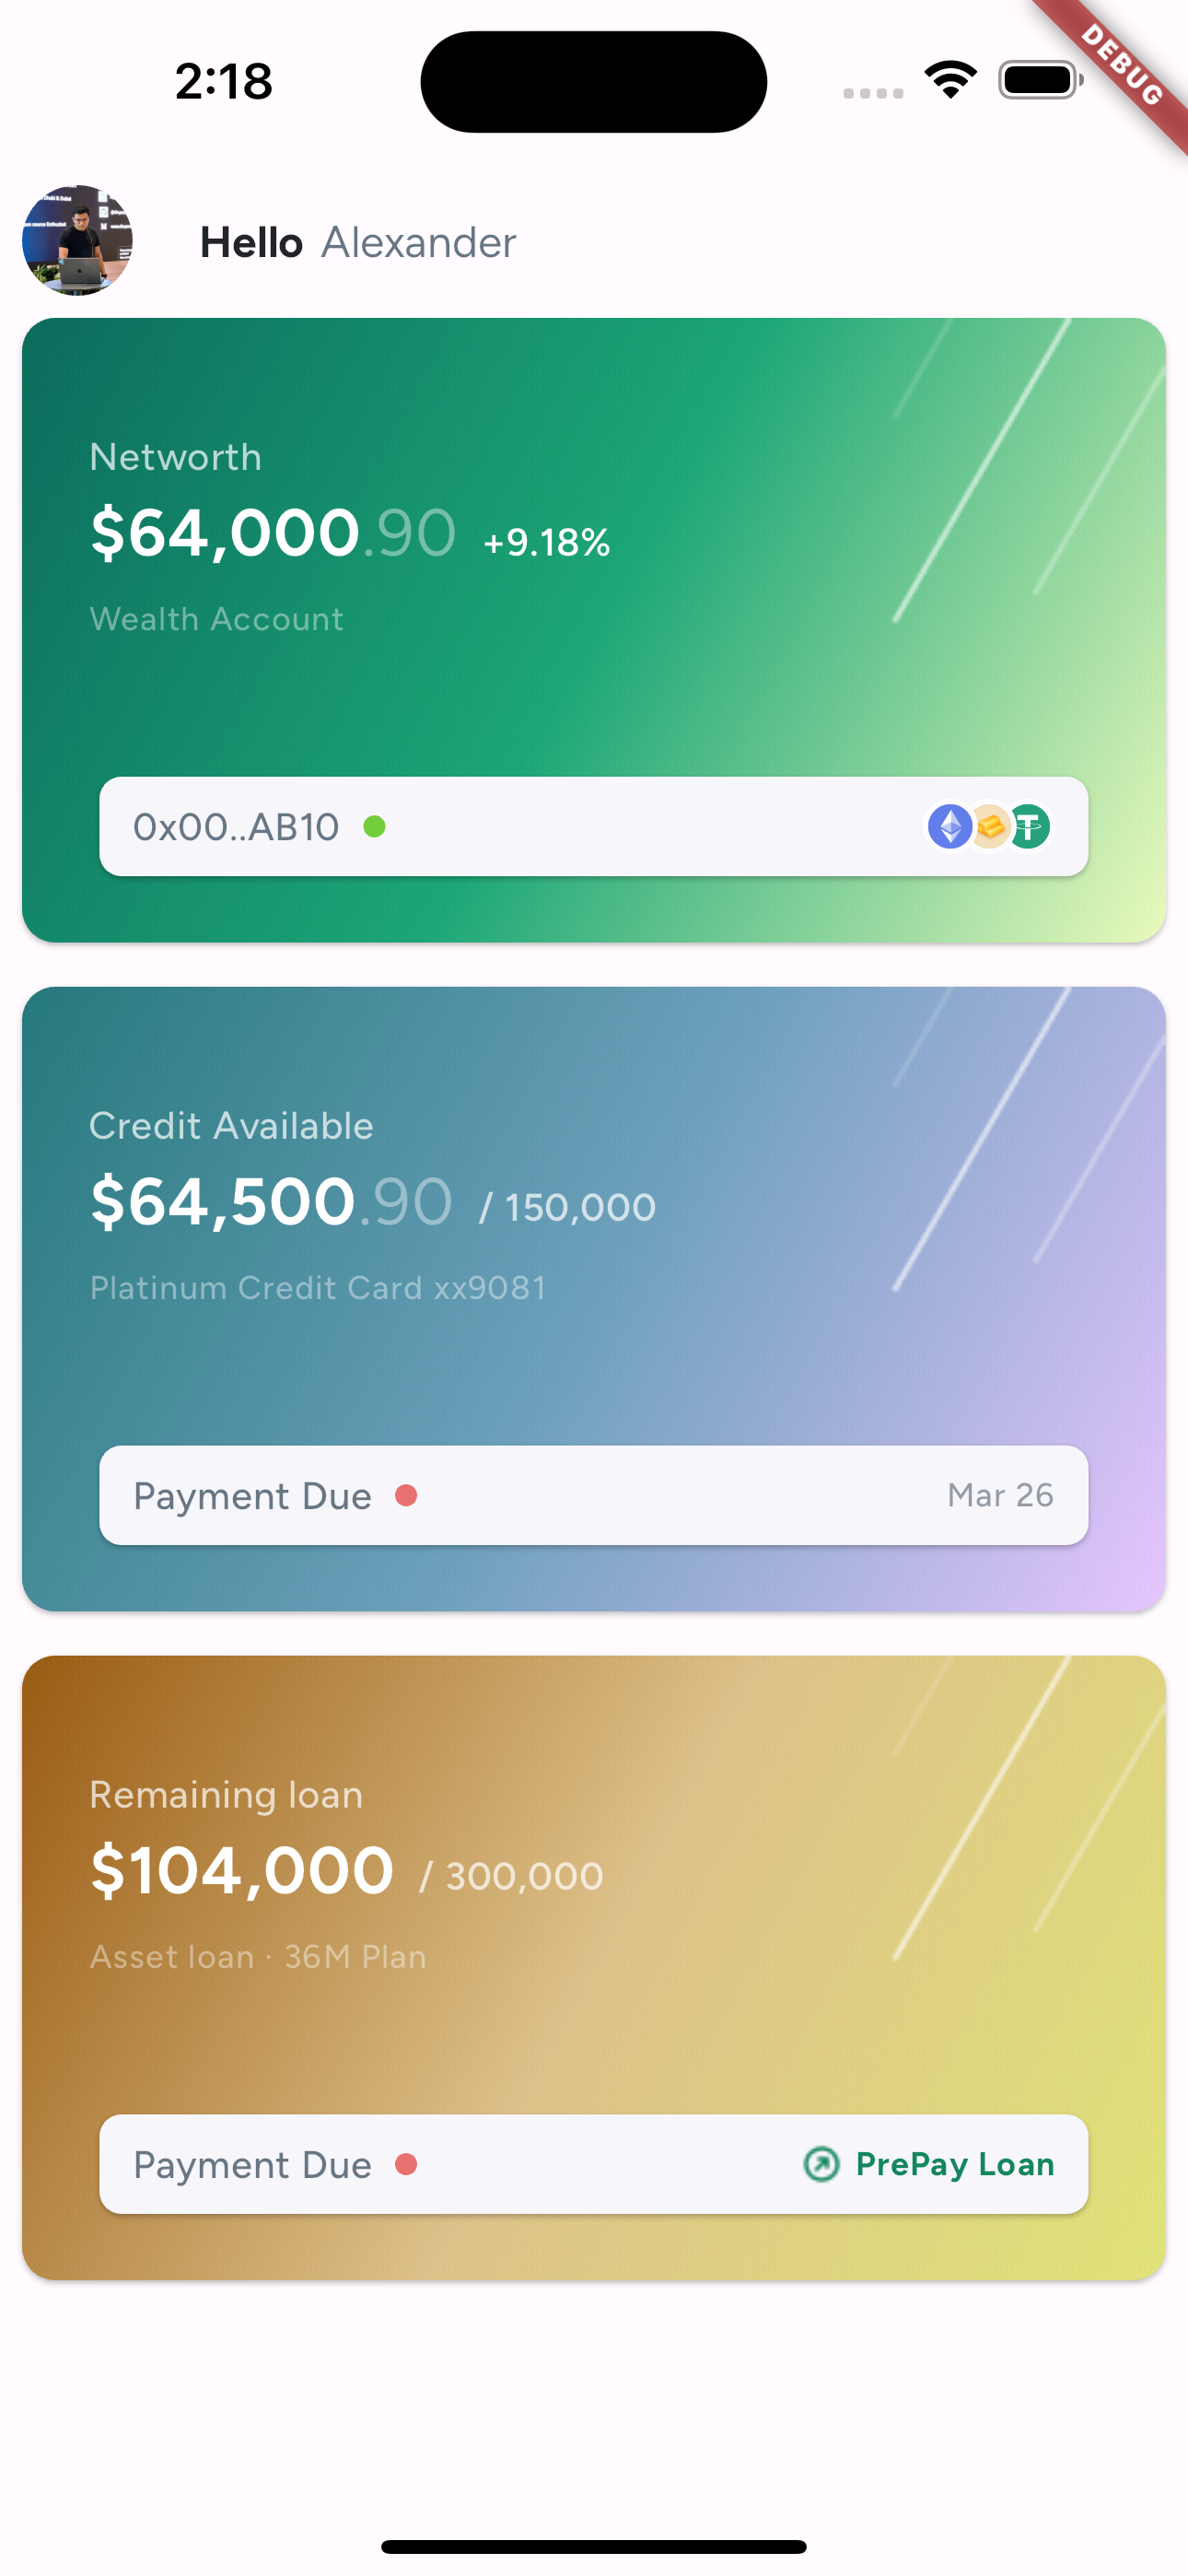 2:18
DEBUG
Hello Alexander
Networth
$64,000.90 +9.18%
Wealth Account
0x00..AB10
Credit Available
$64,500.90 / 150,000
Platinum Credit Card xx9081
Payment Due Mar 26
Remaining loan
$104,000 / 300,000
Asset loan · 36M Plan
Payment Due PrePay Loan